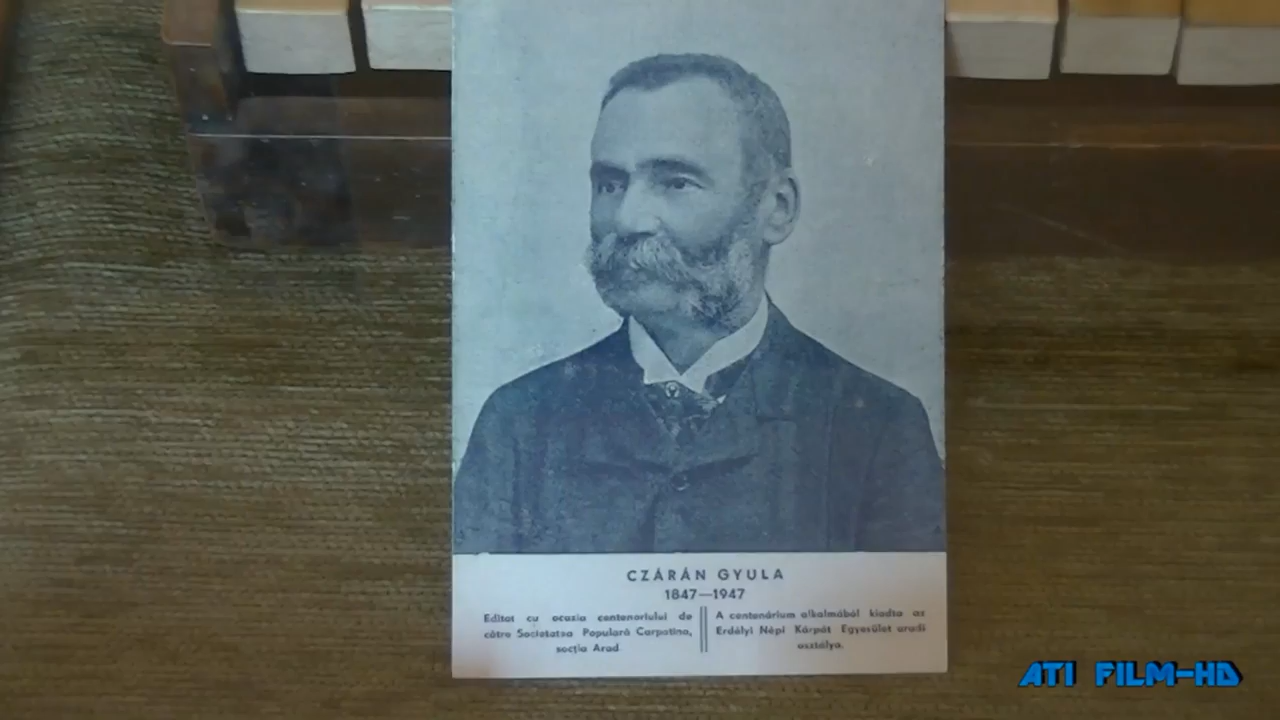 CZÁRÁN GYULA
1847—1947
Editat cu ocazia centenarului de
către Societatea Populară Carpatina,
secția Arad
A centenárium alkalmából kiadta az
Erdélyi Népi Kárpát Egyesület aradi
osztálya.
ATI FILM-HD